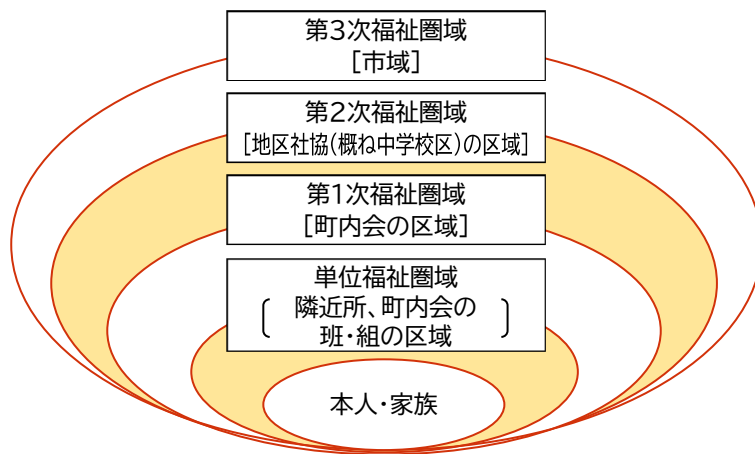 第3次福祉圏域
[市域]
第2次福祉圏域
[地区社協(概ね中学校区)の区域]
第1次福祉圏域
[町内会の区域]
単位福祉圏域
隣近所、町内会の
班・組の区域
本人・家族